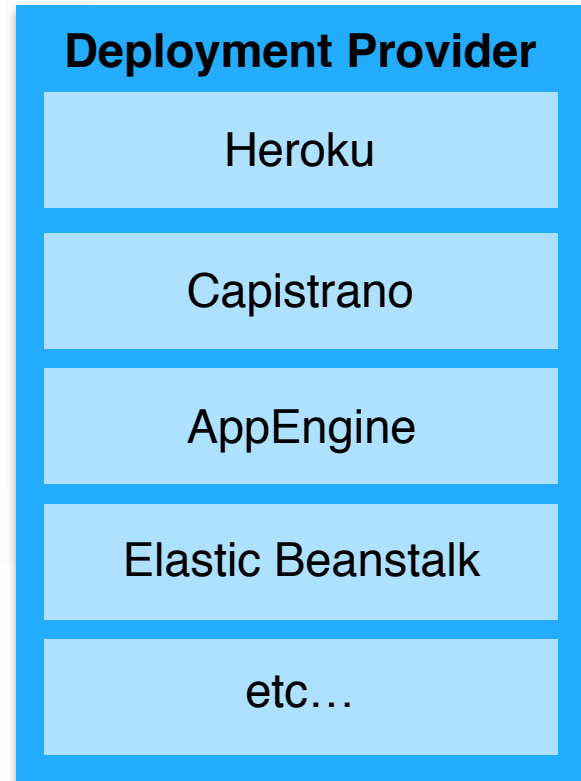 Deployment Provider
Heroku
Capistrano
AppEngine
Elastic Beanstalk
etc…